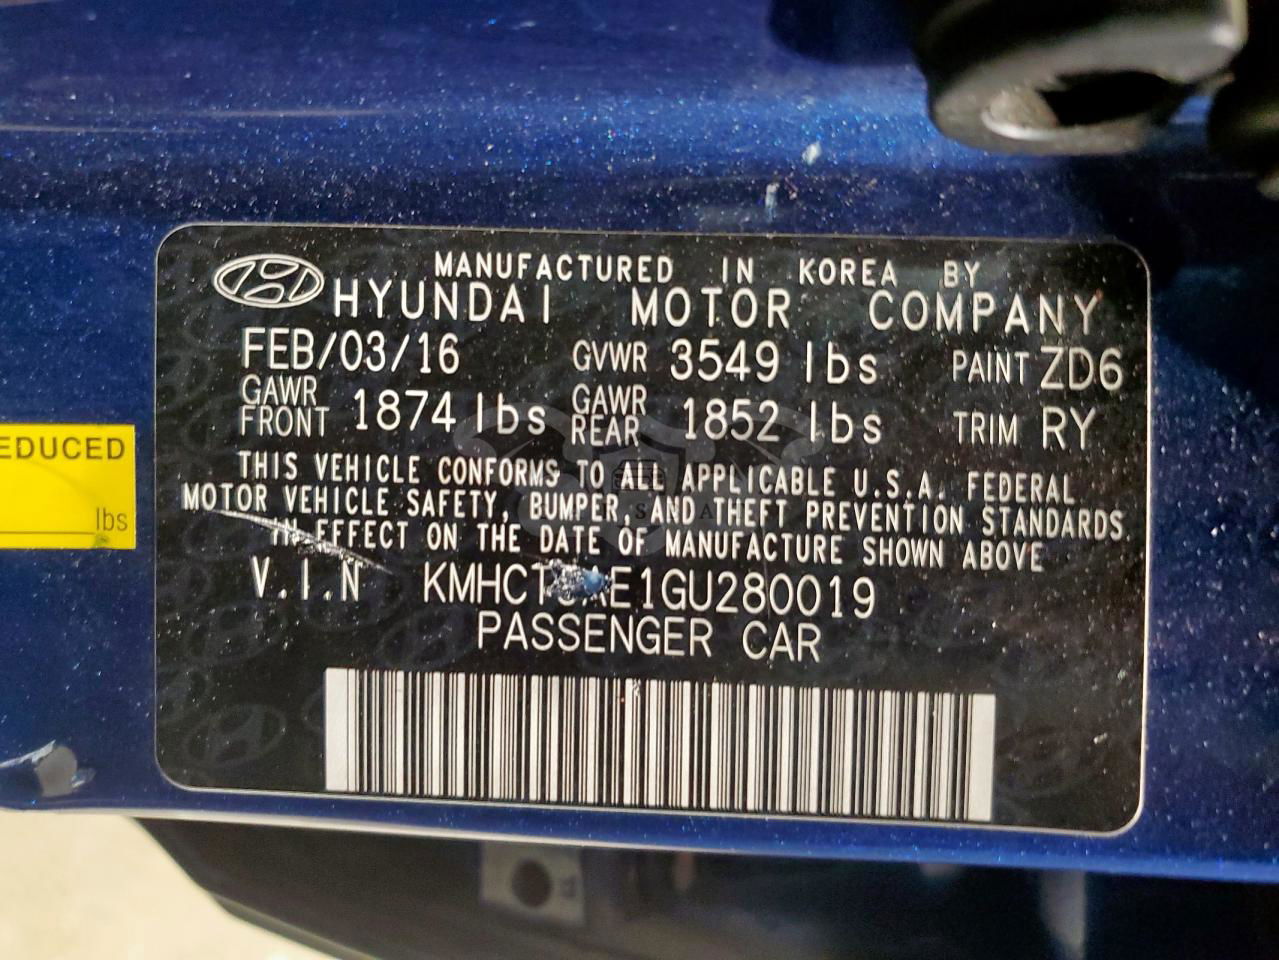 MANUFACTURED IN KOREA BY
HYUNDAI MOTOR COMPANY
FEB/03/16 GVWR 3549 lbs PAINT ZD6
GAWR FRONT 1874 lbs GAWR REAR 1852 lbs TRIM RY
THIS VEHICLE CONFORMS TO ALL APPLICABLE U.S.A. FEDERAL
MOTOR VEHICLE SAFETY, BUMPER, AND THEFT PREVENTION STANDARDS
IN EFFECT ON THE DATE OF MANUFACTURE SHOWN ABOVE
V.I.N
PASSENGER CAR
EDUCED
lbs